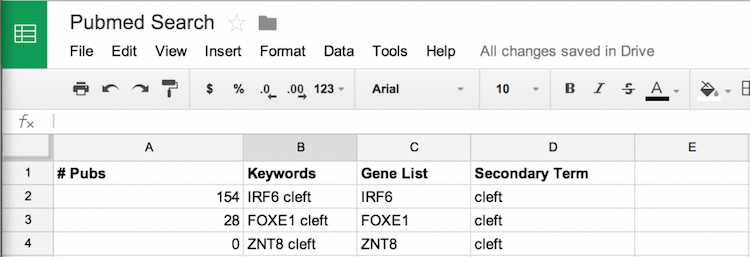 Pubmed Search
File Edit View Insert Format Data Tools Help All changes saved in Drive
$ % .0 .00 123 Arial 10 B I S A
fx
A B C D E
1 # Pubs Keywords Gene List Secondary Term
2 154 IRF6 cleft IRF6 cleft
3 28 FOXE1 cleft FOXE1 cleft
4 0 ZNT8 cleft ZNT8 cleft